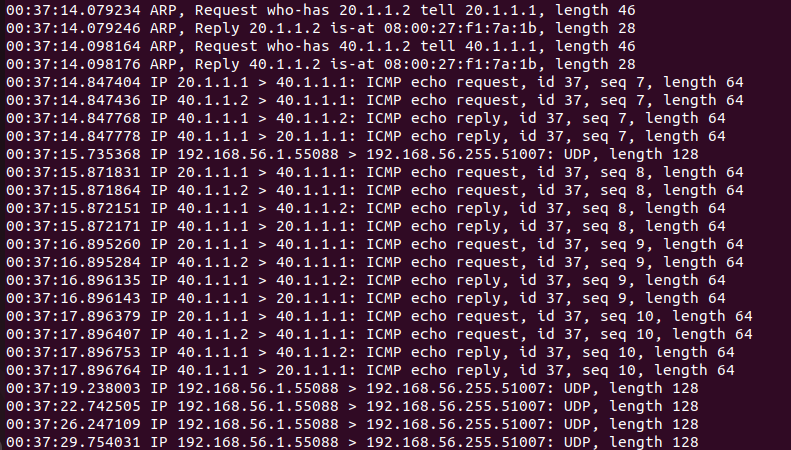 00:37:14.079234 ARP, Request who-has 20.1.1.2 tell 20.1.1.1, length 46
00:37:14.079246 ARP, Reply 20.1.1.2 is-at 08:00:27:f1:7a:1b, length 28
00:37:14.098164 ARP, Request who-has 40.1.1.2 tell 40.1.1.1, length 46
00:37:14.098176 ARP, Reply 40.1.1.2 is-at 08:00:27:f1:7a:1b, length 28
00:37:14.847404 IP 20.1.1.1 > 40.1.1.1: ICMP echo request, id 37, seq 7, length 64
00:37:14.847436 IP 40.1.1.2 > 40.1.1.1: ICMP echo request, id 37, seq 7, length 64
00:37:14.847768 IP 40.1.1.1 > 40.1.1.2: ICMP echo reply, id 37, seq 7, length 64
00:37:14.847778 IP 40.1.1.1 > 20.1.1.1: ICMP echo reply, id 37, seq 7, length 64
00:37:15.735368 IP 192.168.56.1.55088 > 192.168.56.255.51007: UDP, length 128
00:37:15.871831 IP 20.1.1.1 > 40.1.1.1: ICMP echo request, id 37, seq 8, length 64
00:37:15.871864 IP 40.1.1.2 > 40.1.1.1: ICMP echo request, id 37, seq 8, length 64
00:37:15.872151 IP 40.1.1.1 > 40.1.1.2: ICMP echo reply, id 37, seq 8, length 64
00:37:15.872171 IP 40.1.1.1 > 20.1.1.1: ICMP echo reply, id 37, seq 8, length 64
00:37:16.895260 IP 20.1.1.1 > 40.1.1.1: ICMP echo request, id 37, seq 9, length 64
00:37:16.895284 IP 40.1.1.2 > 40.1.1.1: ICMP echo request, id 37, seq 9, length 64
00:37:16.896135 IP 40.1.1.1 > 40.1.1.2: ICMP echo reply, id 37, seq 9, length 64
00:37:16.896143 IP 40.1.1.1 > 20.1.1.1: ICMP echo reply, id 37, seq 9, length 64
00:37:17.896379 IP 20.1.1.1 > 40.1.1.1: ICMP echo request, id 37, seq 10, length 64
00:37:17.896407 IP 40.1.1.2 > 40.1.1.1: ICMP echo request, id 37, seq 10, length 64
00:37:17.896753 IP 40.1.1.1 > 40.1.1.2: ICMP echo reply, id 37, seq 10, length 64
00:37:17.896764 IP 40.1.1.1 > 20.1.1.1: ICMP echo reply, id 37, seq 10, length 64
00:37:19.238003 IP 192.168.56.1.55088 > 192.168.56.255.51007: UDP, length 128
00:37:22.742505 IP 192.168.56.1.55088 > 192.168.56.255.51007: UDP, length 128
00:37:26.247109 IP 192.168.56.1.55088 > 192.168.56.255.51007: UDP, length 128
00:37:29.754031 IP 192.168.56.1.55088 > 192.168.56.255.51007: UDP, length 128